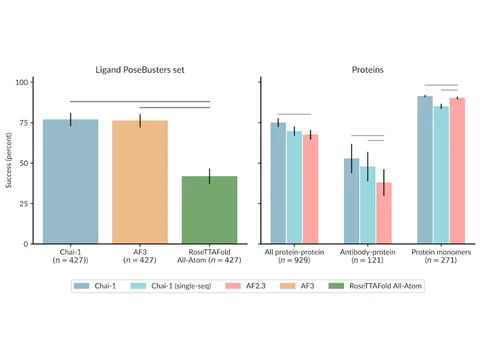 Ligand PoseBusters set
Proteins
Success (percent)
100
75
50
25
0
Chai-1
(n = 427))
AF3
(n = 427)
RoseTTAFold
All-Atom (n = 427)
All protein-protein
(n = 929)
Antibody-protein
(n = 121)
Protein monomers
(n = 271)
Chai-1
Chai-1 (single-seq)
AF2.3
AF3
RoseTTAFold All-Atom